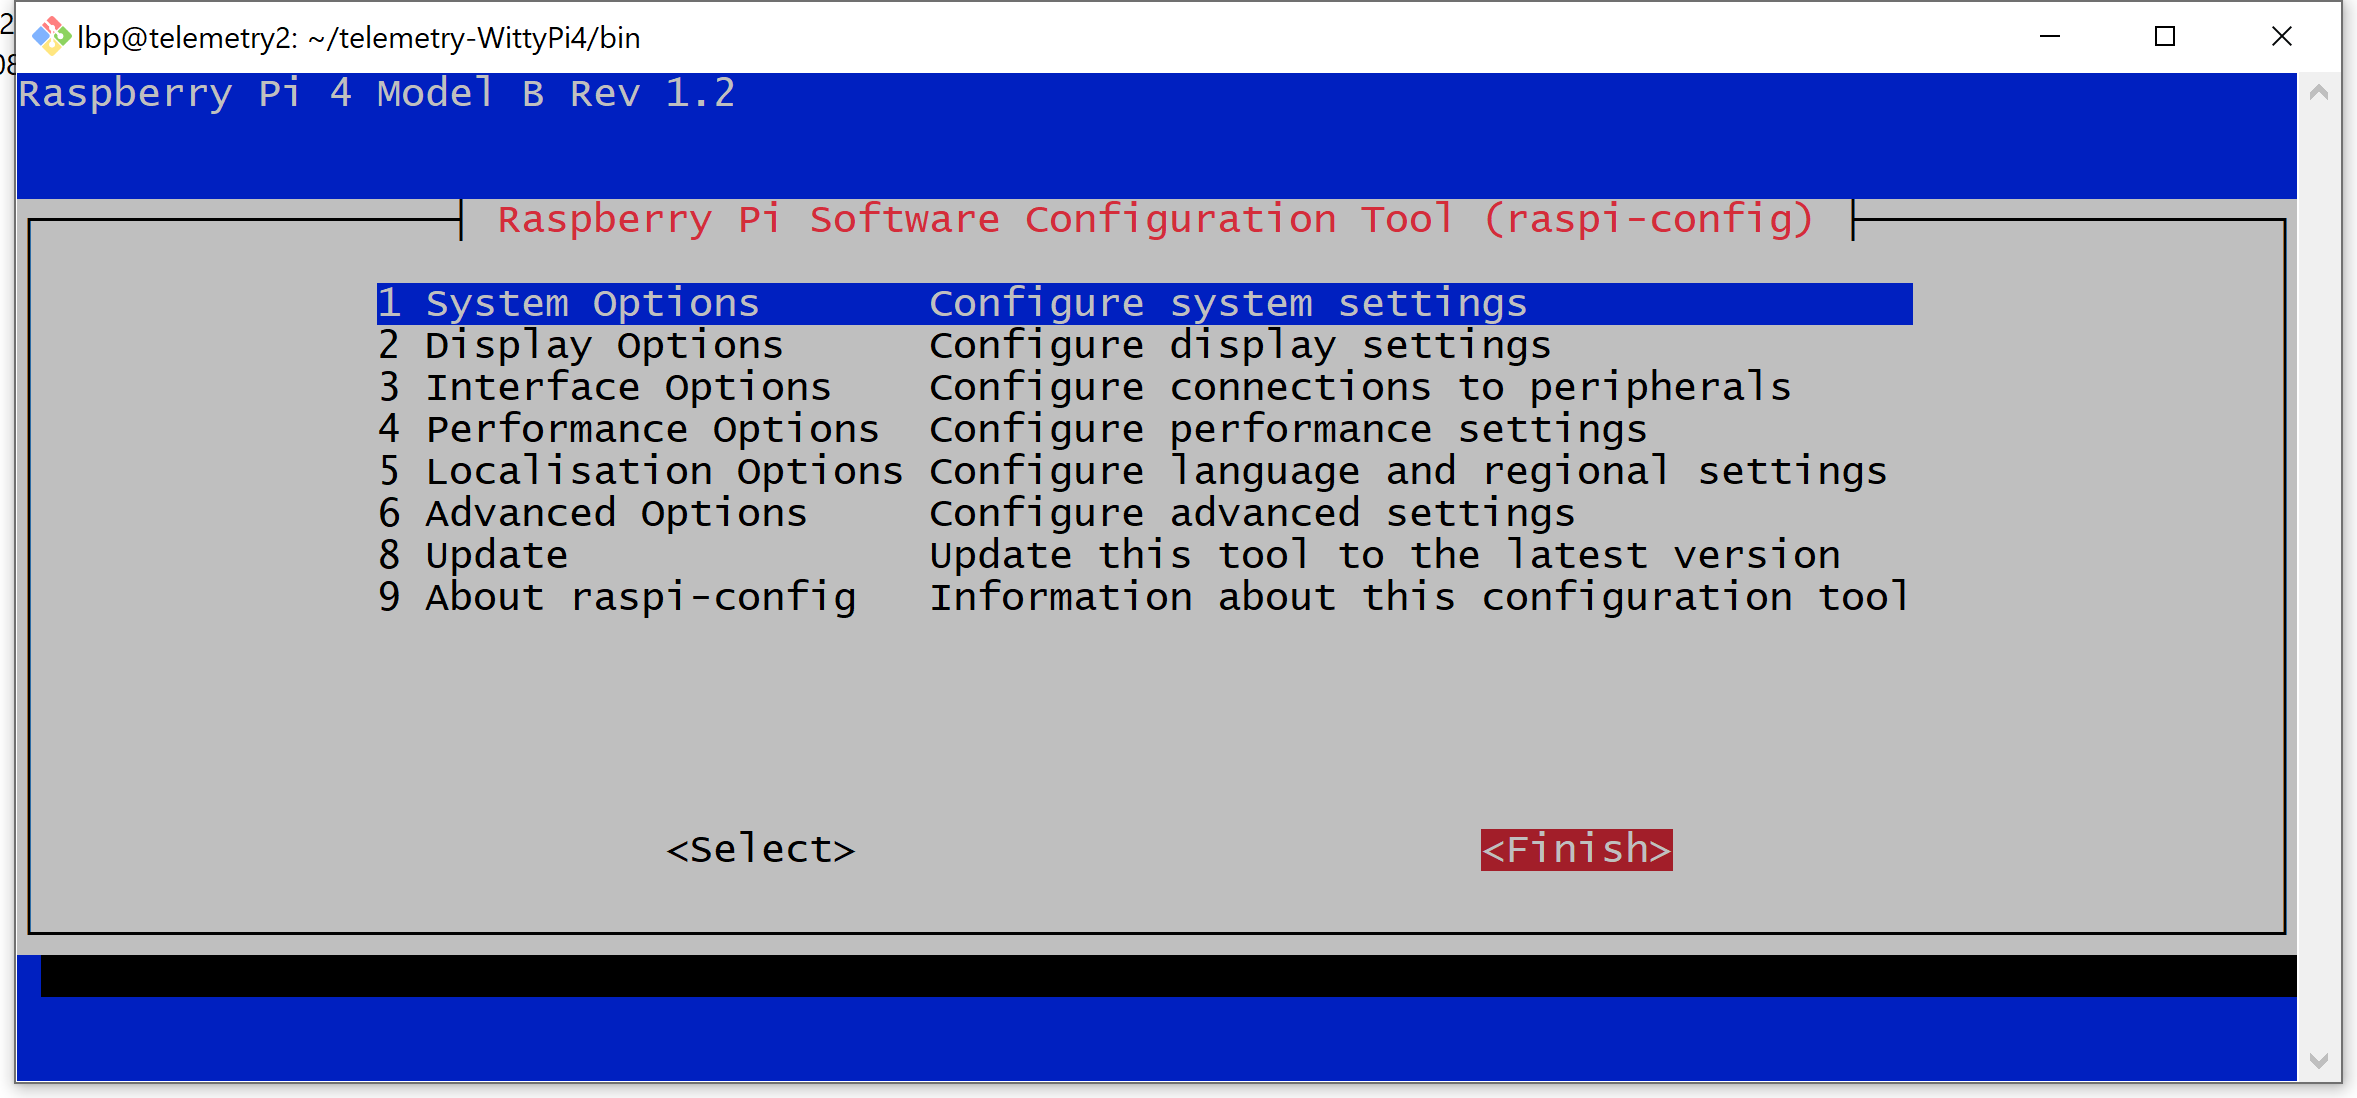 lbp@telemetry2: ~/telemetry-WittyPi4/bin
Raspberry Pi 4 Model B Rev 1.2
Raspberry Pi Software Configuration Tool (raspi-config)
1 System Options Configure system settings
2 Display Options Configure display settings
3 Interface Options Configure connections to peripherals
4 Performance Options Configure performance settings
5 Localisation Options Configure language and regional settings
6 Advanced Options Configure advanced settings
8 Update Update this tool to the latest version
9 About raspi-config Information about this configuration tool
<Select> <Finish>